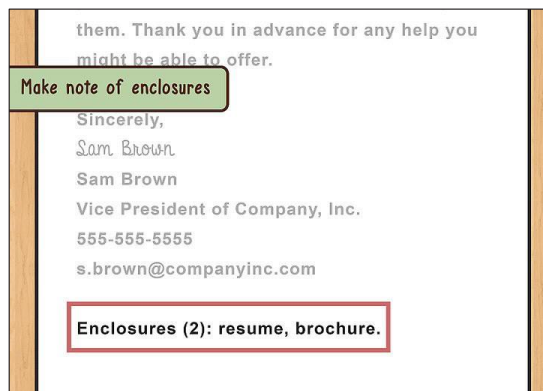 them. Thank you in advance for any help you
might be able to offer.
Make note of enclosures
Sincerely,
Sam Brown
Sam Brown
Vice President of Company, Inc.
555-555-5555
s.brown@companyinc.com
Enclosures (2): resume, brochure.